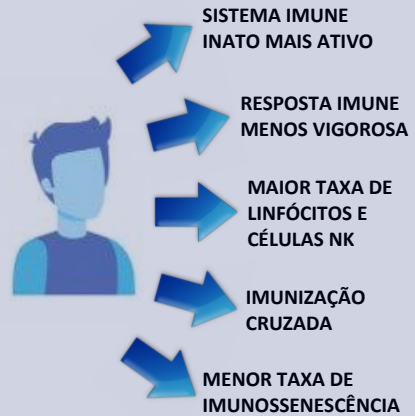 SISTEMA IMUNE
INATO MAIS ATIVO
RESPOSTA IMUNE
MENOS VIGOROSA
MAIOR TAXA DE
LINFÓCITOS E
CÉLULAS NK
IMUNIZAÇÃO
CRUZADA
MENOR TAXA DE
IMUNOSSENESCÊNCIA